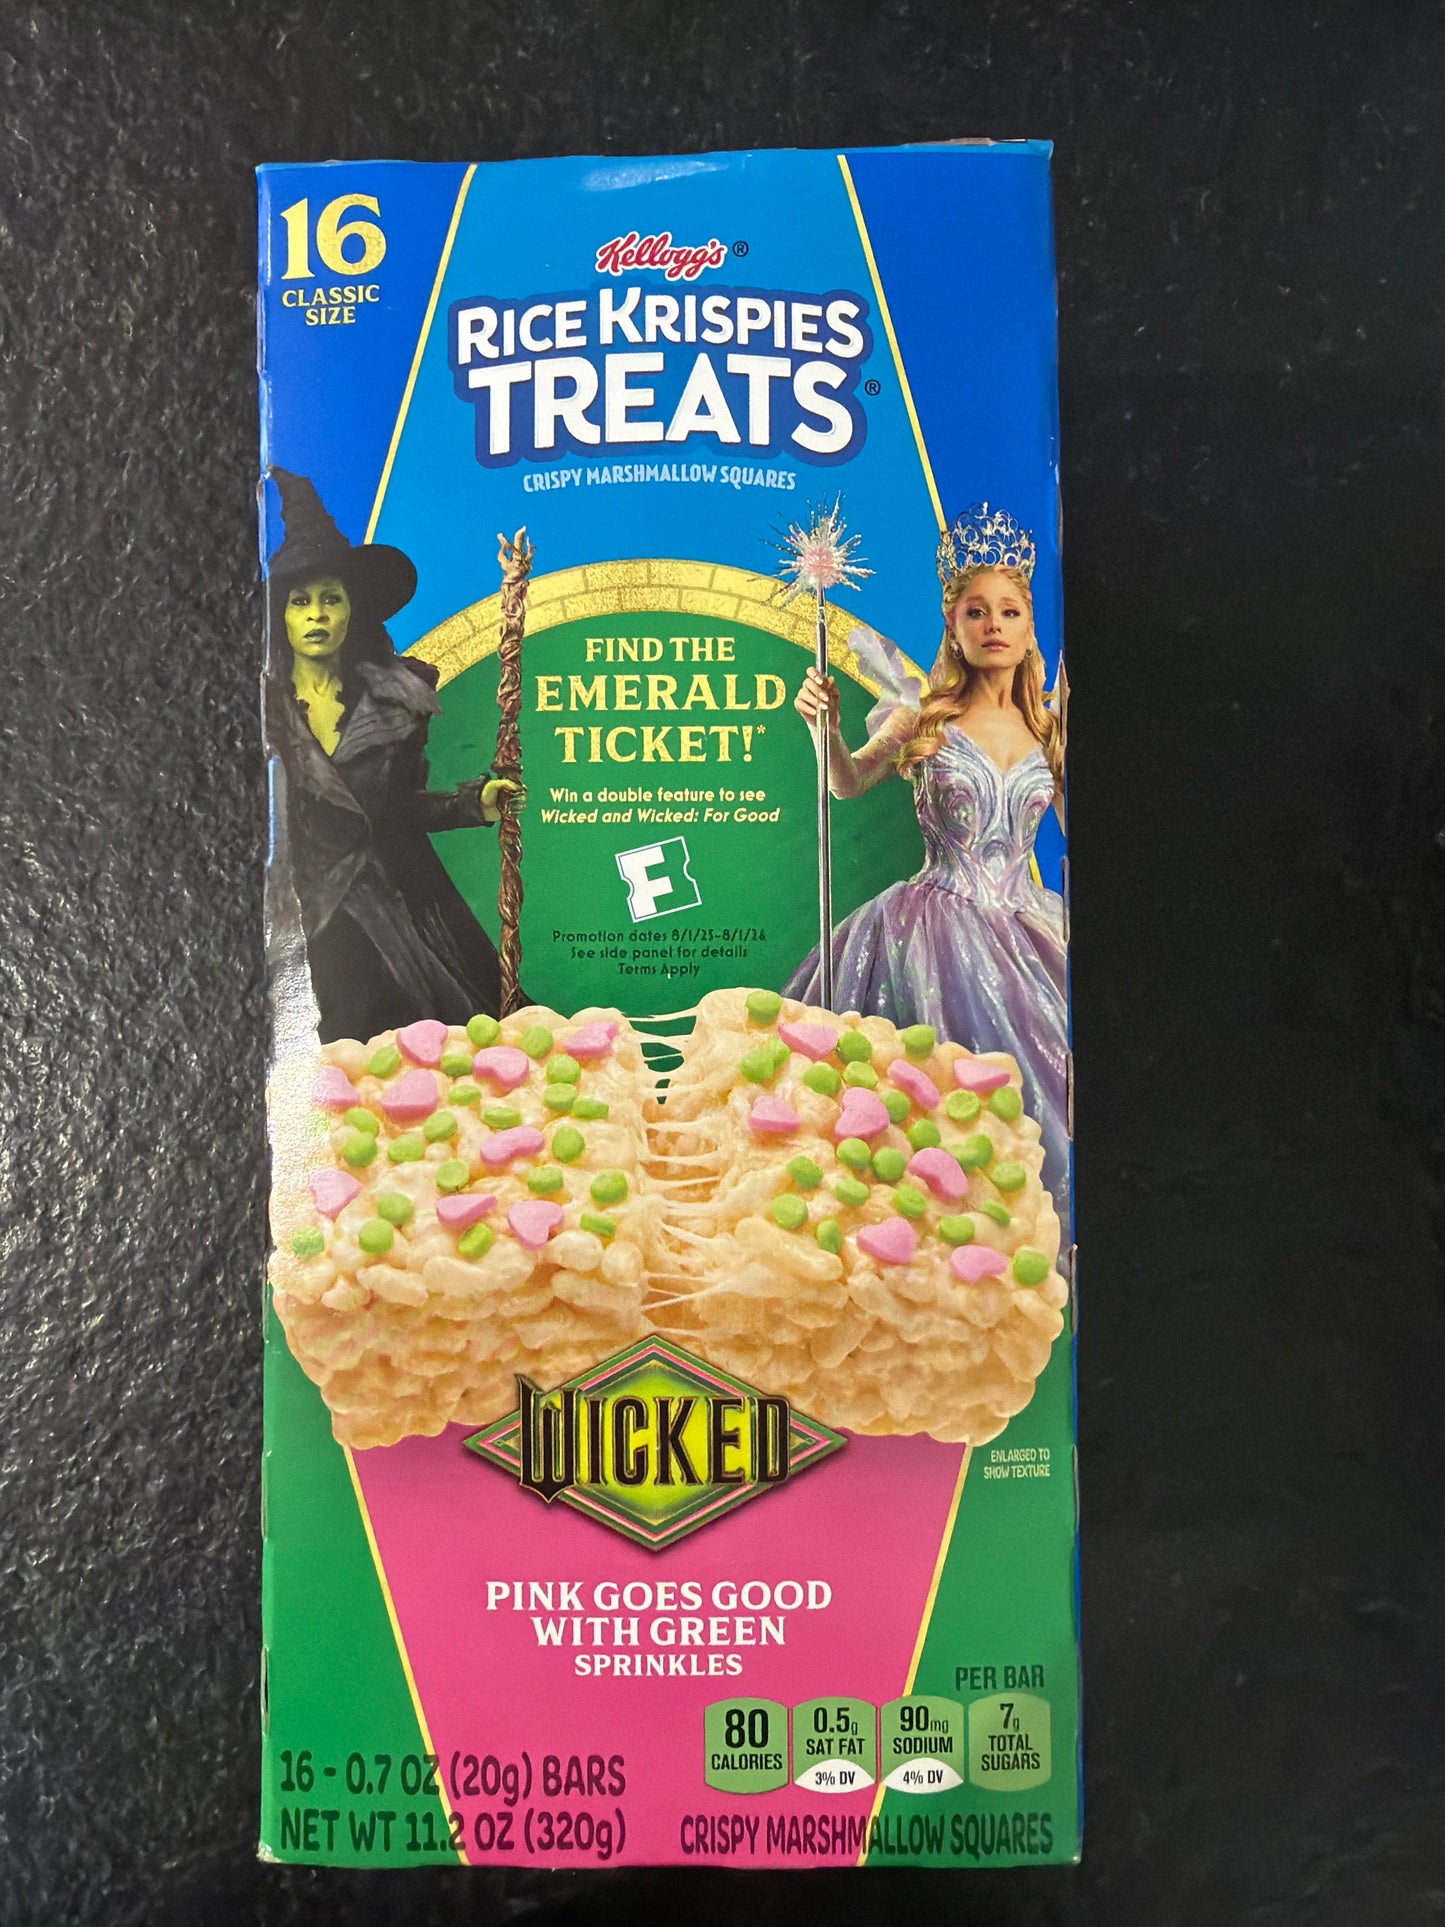 16
CLASSIC
SIZE
Kellogg's®
RICE KRISPIES
TREATS®
CRISPY MARSHMALLOW SQUARES
FIND THE
EMERALD
TICKET!*
Win a double feature to see
Wicked and Wicked: For Good
F
Promotion dates 8/1/25-8/1/26
See side panel for details
Terms Apply
WICKED
ENLARGED TO
SHOW TEXTURE
PINK GOES GOOD
WITH GREEN
SPRINKLES
PER BAR
80
CALORIES
0.5g
SAT FAT
3% DV
90mg
SODIUM
4% DV
7g
TOTAL
SUGARS
16 - 0.7 OZ (20g) BARS
NET WT 11.2 OZ (320g)
CRISPY MARSHMALLOW SQUARES